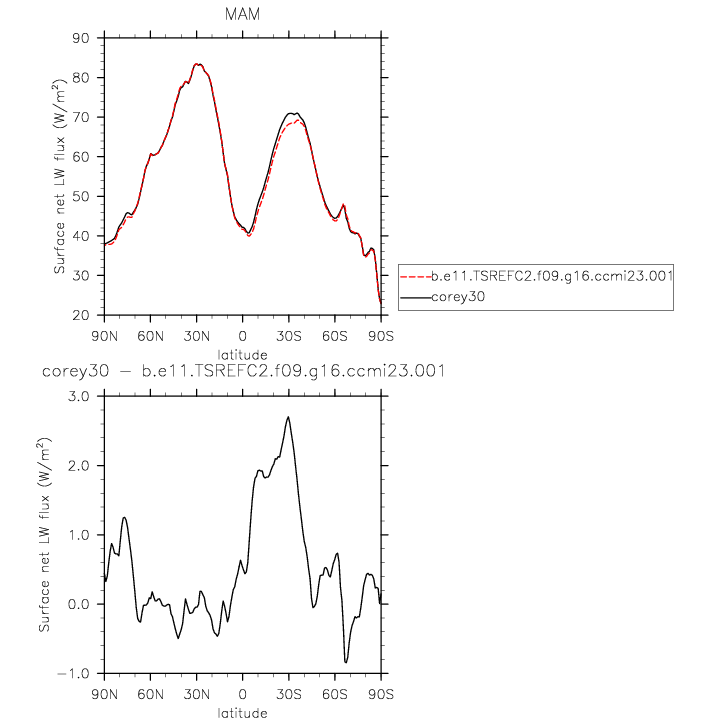 MAM
Surface net LW flux (W/m²)
90
80
70
60
50
40
30
20
90N 60N 30N 0 30S 60S 90S
latitude
b.e11.TSREFC2.f09.g16.ccmi23.001
corey30
corey30 − b.e11.TSREFC2.f09.g16.ccmi23.001
Surface net LW flux (W/m²)
3.0
2.0
1.0
0.0
−1.0
90N 60N 30N 0 30S 60S 90S
latitude